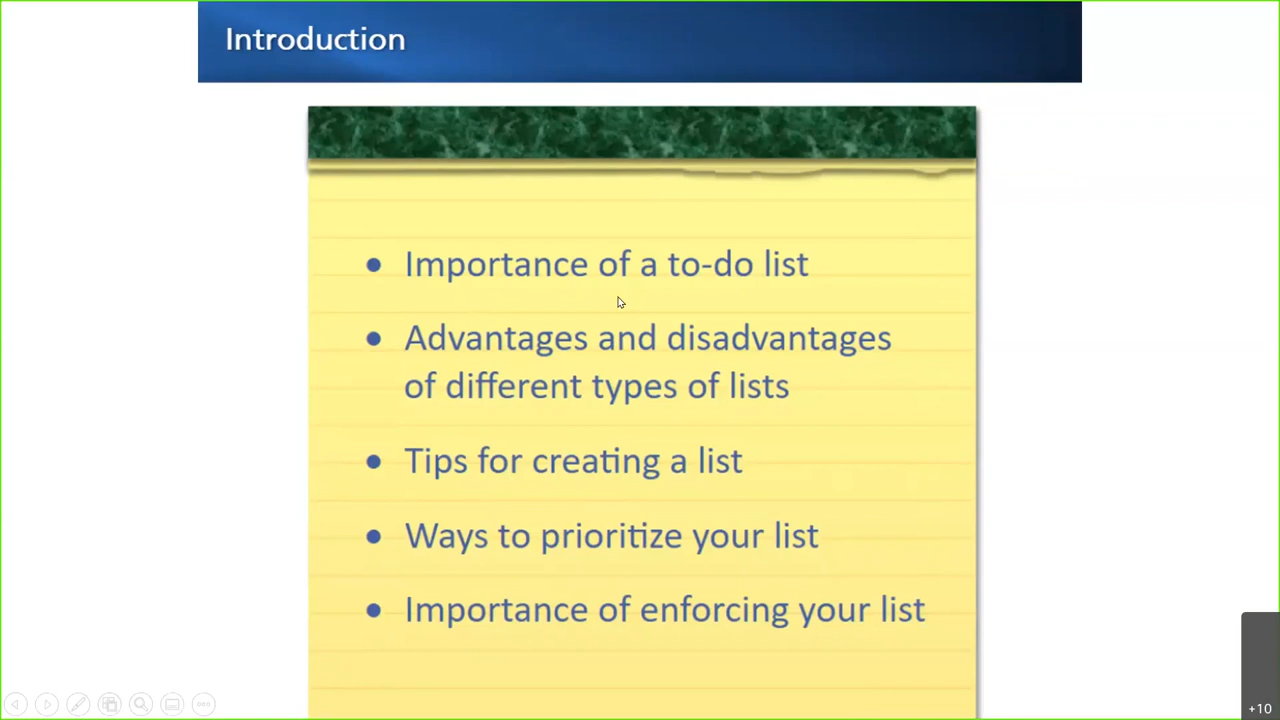 Introduction
• Importance of a to-do list
• Advantages and disadvantages
of different types of lists
• Tips for creating a list
• Ways to prioritize your list
• Importance of enforcing your list
+10